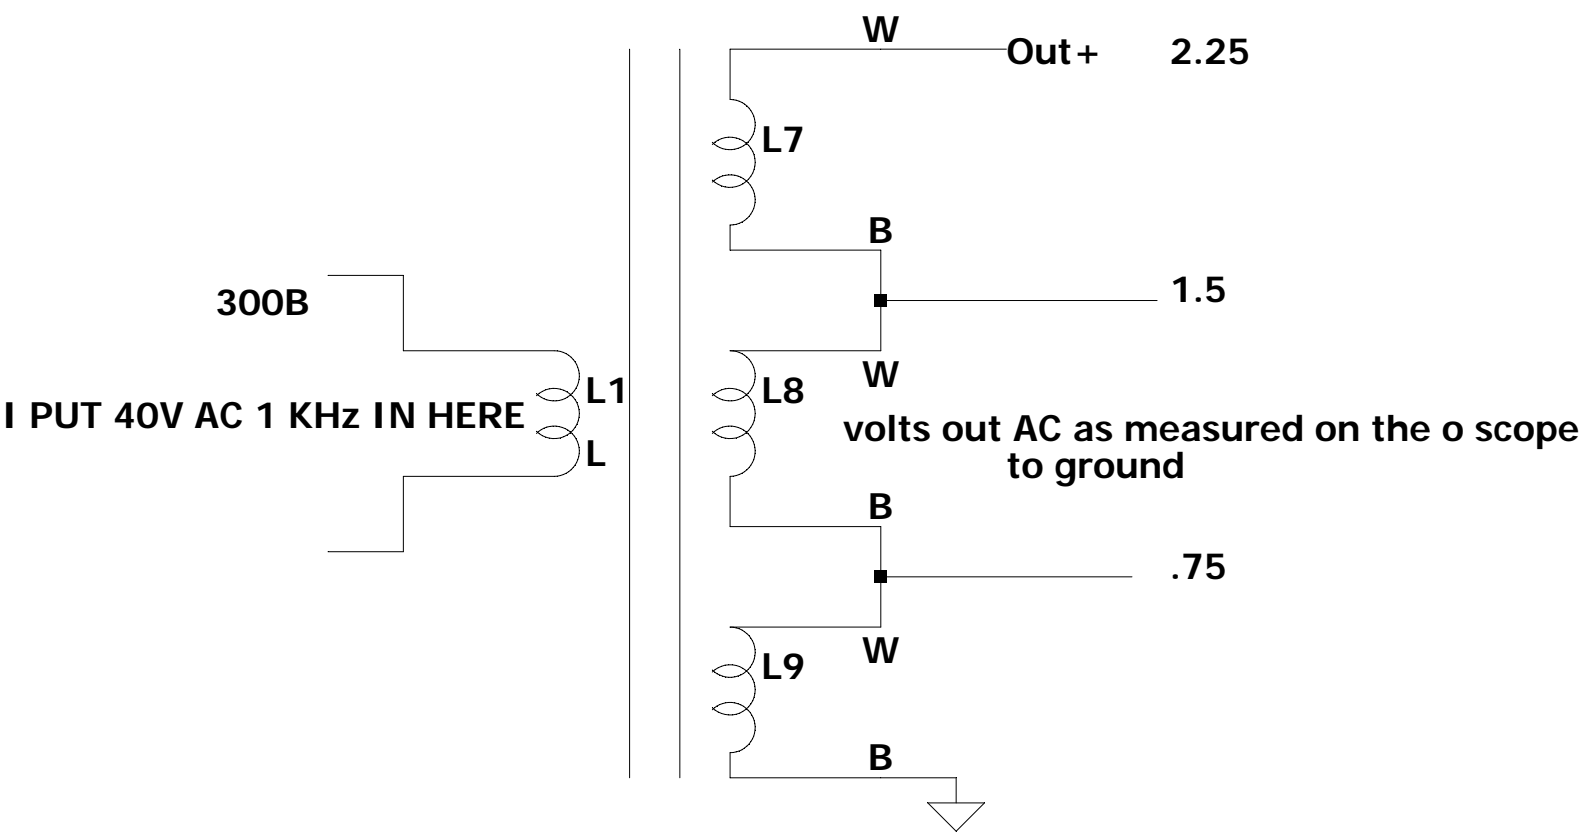 W
Out+ 2.25
L7
B
300B
1.5
W
L1
L8
I PUT 40V AC 1 KHz IN HERE
volts out AC as measured on the o scope
to ground
L
B
.75
W
L9
B